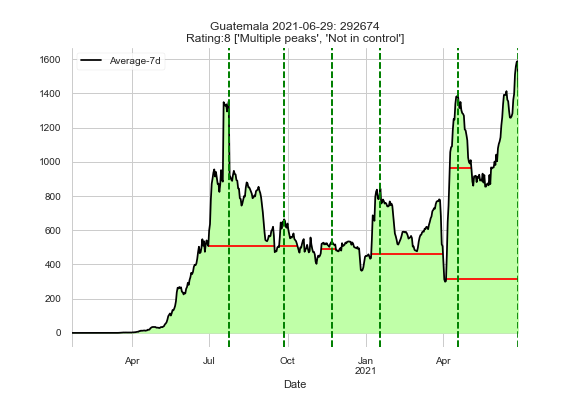 Guatemala 2021-06-29: 292674
Rating:8 ['Multiple peaks', 'Not in control']
Average-7d
1600
1400
1200
1000
800
600
400
200
0
Apr Jul Oct Jan Apr
2021
Date